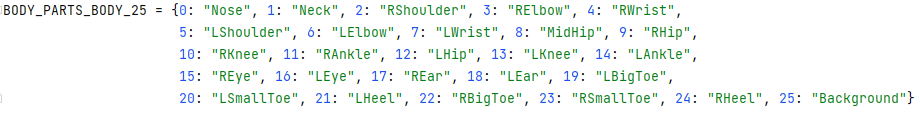 BODY_PARTS_BODY_25 = {0: "Nose", 1: "Neck", 2: "RShoulder", 3: "RElbow", 4: "RWrist",
5: "LShoulder", 6: "LElbow", 7: "LWrist", 8: "MidHip", 9: "RHip",
10: "RKnee", 11: "RAnkle", 12: "LHip", 13: "LKnee", 14: "LAnkle",
15: "REye", 16: "LEye", 17: "REar", 18: "LEar", 19: "LBigToe",
20: "LSmallToe", 21: "LHeel", 22: "RBigToe", 23: "RSmallToe", 24: "RHeel", 25: "Background"}